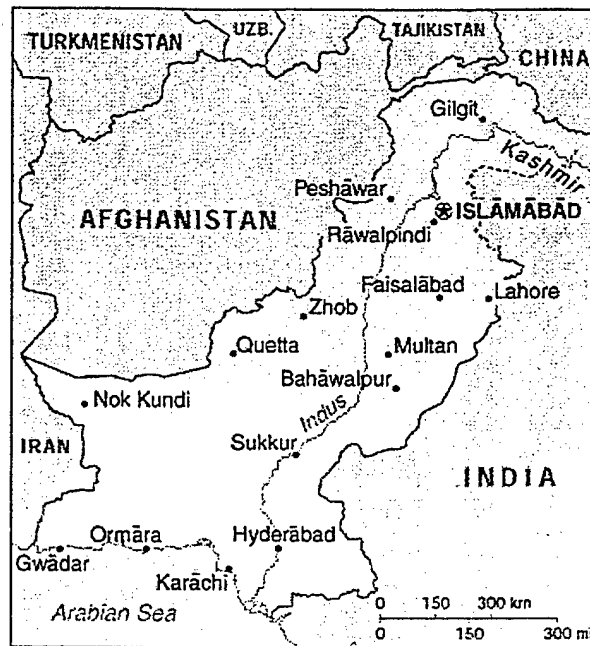 TURKMENISTAN
UZB.
TAJIKISTAN
CHINA
Gilgit
Kashmir
Peshāwar
AFGHANISTAN
ISLĀMĀBĀD
Rāwalpindi
Faisalābad
Lahore
Zhob
Quetta
Multan
Bahāwalpur
Nok Kundi
Indus
IRAN
Sukkur
INDIA
Ormāra
Hyderābad
Gwādar
Karāchi
Arabian Sea
0 150 300 km
0 150 300 mi